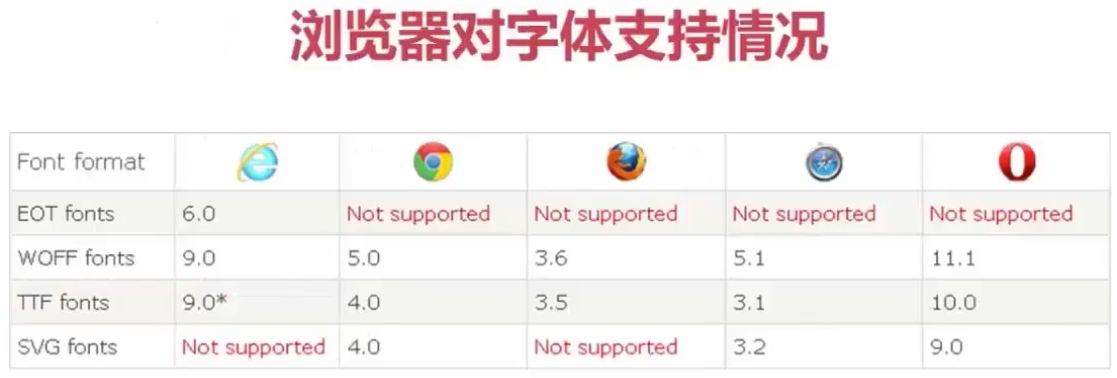 浏览器对字体支持情况
Font format
EOT fonts 6.0 Not supported Not supported Not supported Not supported
WOFF fonts 9.0 5.0 3.6 5.1 11.1
TTF fonts 9.0* 4.0 3.5 3.1 10.0
SVG fonts Not supported 4.0 Not supported 3.2 9.0